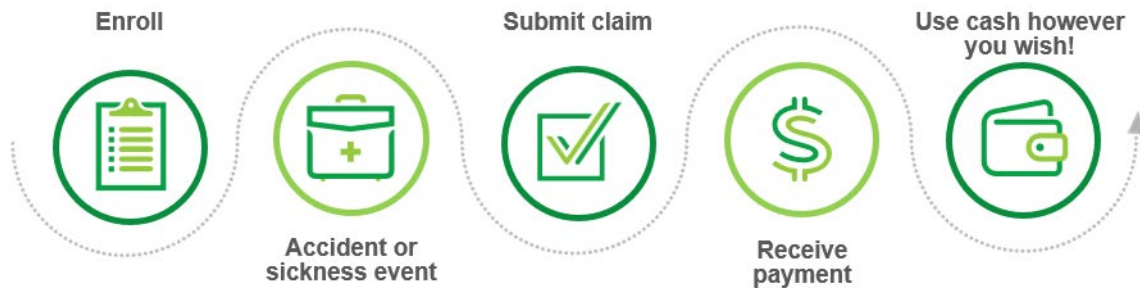 Enroll
Accident or
sickness event
Submit claim
Receive
payment
Use cash however
you wish!